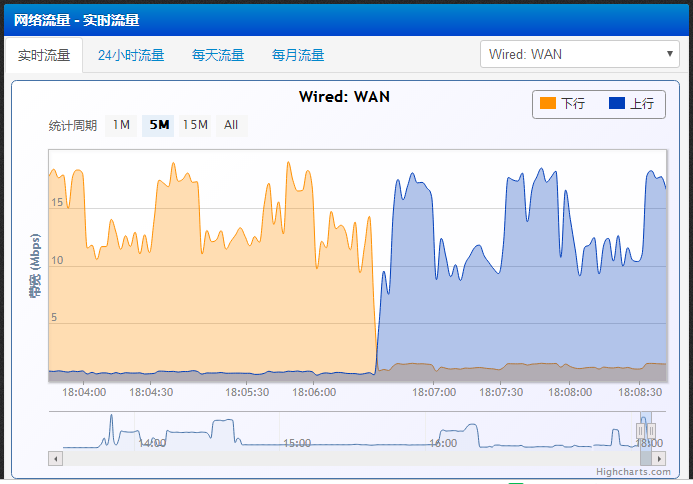 网络流量 - 实时流量
实时流量 24小时流量 每天流量 每月流量 Wired: WAN
Wired: WAN
下行 上行
统计周期 1M 5M 15M All
15
10
5
带宽 (Mbps)
18:04:00 18:04:30 18:05:30 18:06:00 18:07:00 18:07:30 18:08:00 18:08:30
14:00 15:00 16:00 18:00
Highcharts.com